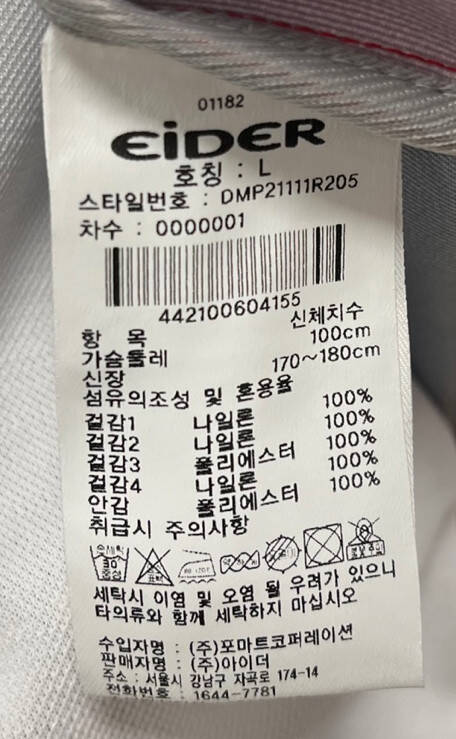 01182
EiDER
호칭 : L
스타일번호 : DMP21111R205
차수 : 0000001
442100604155
항 목 신체치수
가슴둘레 100cm
신장 170~180cm
섬유의조성 및 혼용율
겉감1 나일론 100%
겉감2 나일론 100%
겉감3 폴리에스터 100%
겉감4 나일론 100%
안감 폴리에스터 100%
취급시 주의사항
손세탁
30
중성
표백
세탁시 이염 및 오염 될 우려가 있으니
타의류와 함께 세탁하지 마십시오
수입자명 : (주)포마트코퍼레이션
판매자명 : (주)아이더
주소 : 서울시 강남구 자곡로 174-14
전화번호 : 1644-7781